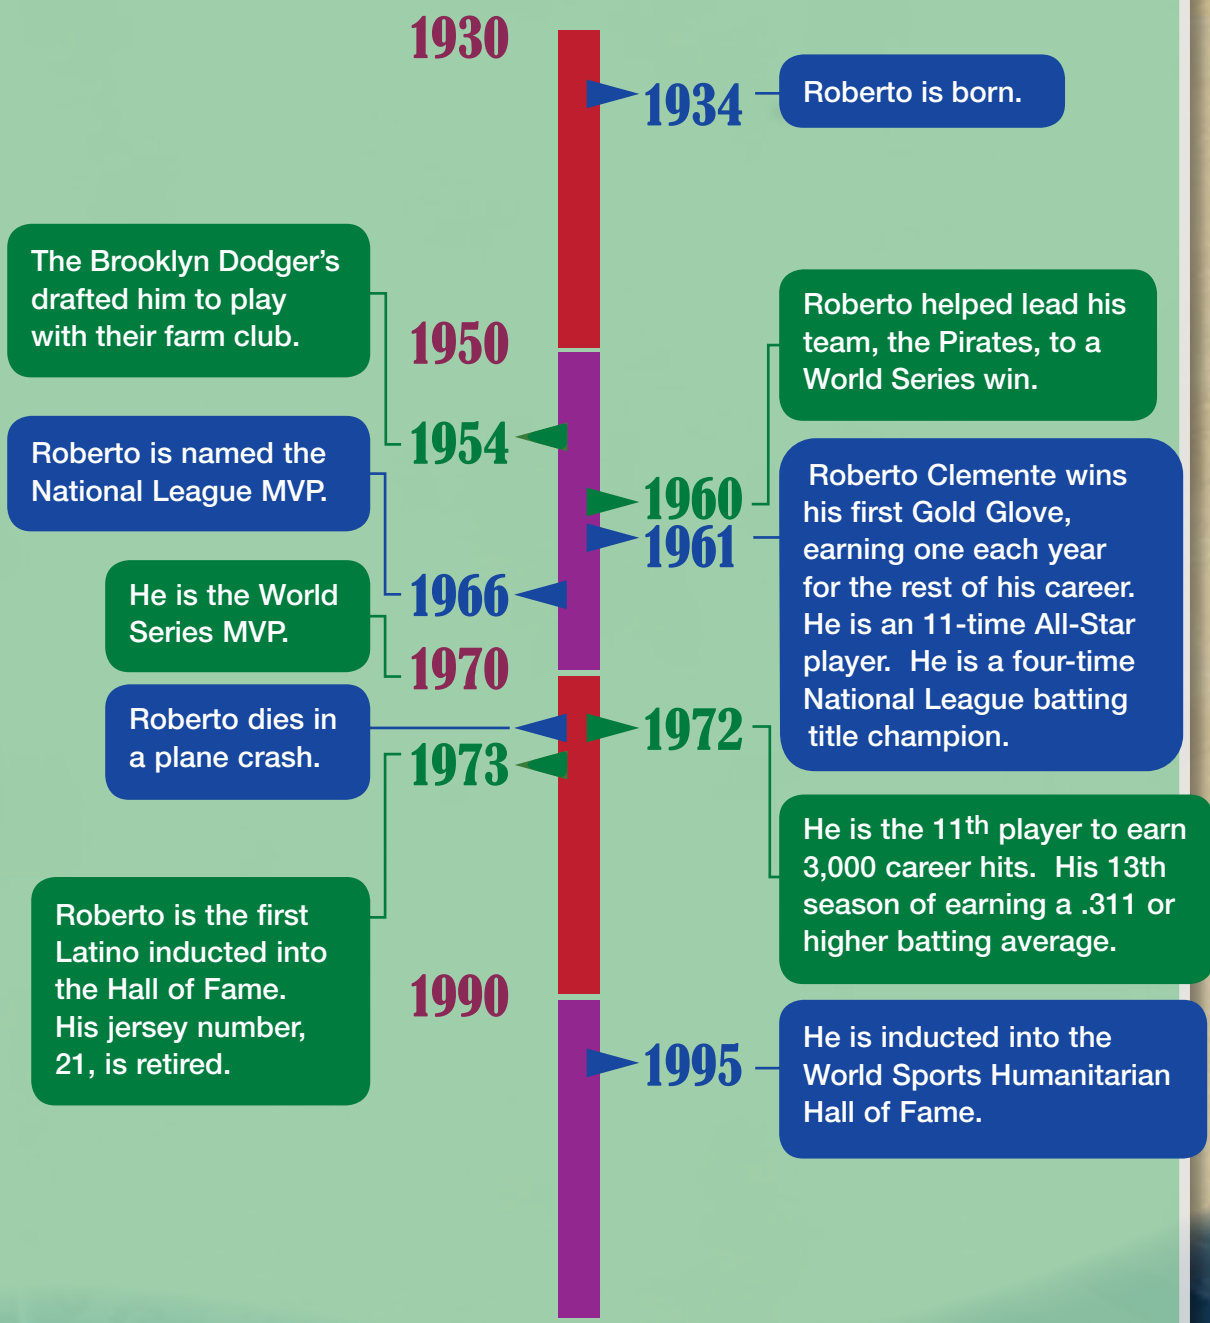 1930
1934
Roberto is born.
The Brooklyn Dodger’s
drafted him to play
with their farm club.
1950
1954
Roberto helped lead his
team, the Pirates, to a
World Series win.
1960
Roberto Clemente wins
his first Gold Glove,
earning one each year
for the rest of his career.
He is an 11-time All-Star
player. He is a four-time
National League batting
title champion.
1961
Roberto is named the
National League MVP.
1966
He is the World
Series MVP.
1970
Roberto dies in
a plane crash.
1972
He is the 11th player to earn
3,000 career hits. His 13th
season of earning a .311 or
higher batting average.
1973
Roberto is the first
Latino inducted into
the Hall of Fame.
His jersey number,
21, is retired.
1990
1995
He is inducted into the
World Sports Humanitarian
Hall of Fame.